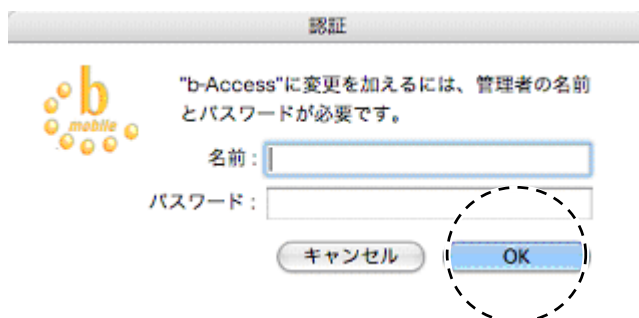 認証
b
mobile
"b-Access"に変更を加えるには、管理者の名前
とパスワードが必要です。
名前：
パスワード：
キャンセル OK